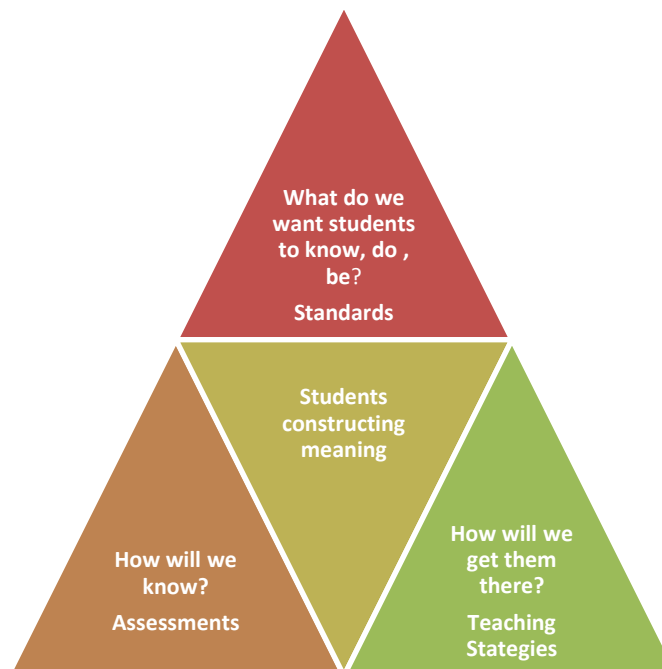 What do we
want students
to know, do ,
be?
Standards
Students
constructing
meaning
How will we
know?
Assessments
How will we
get them
there?
Teaching
Stategies